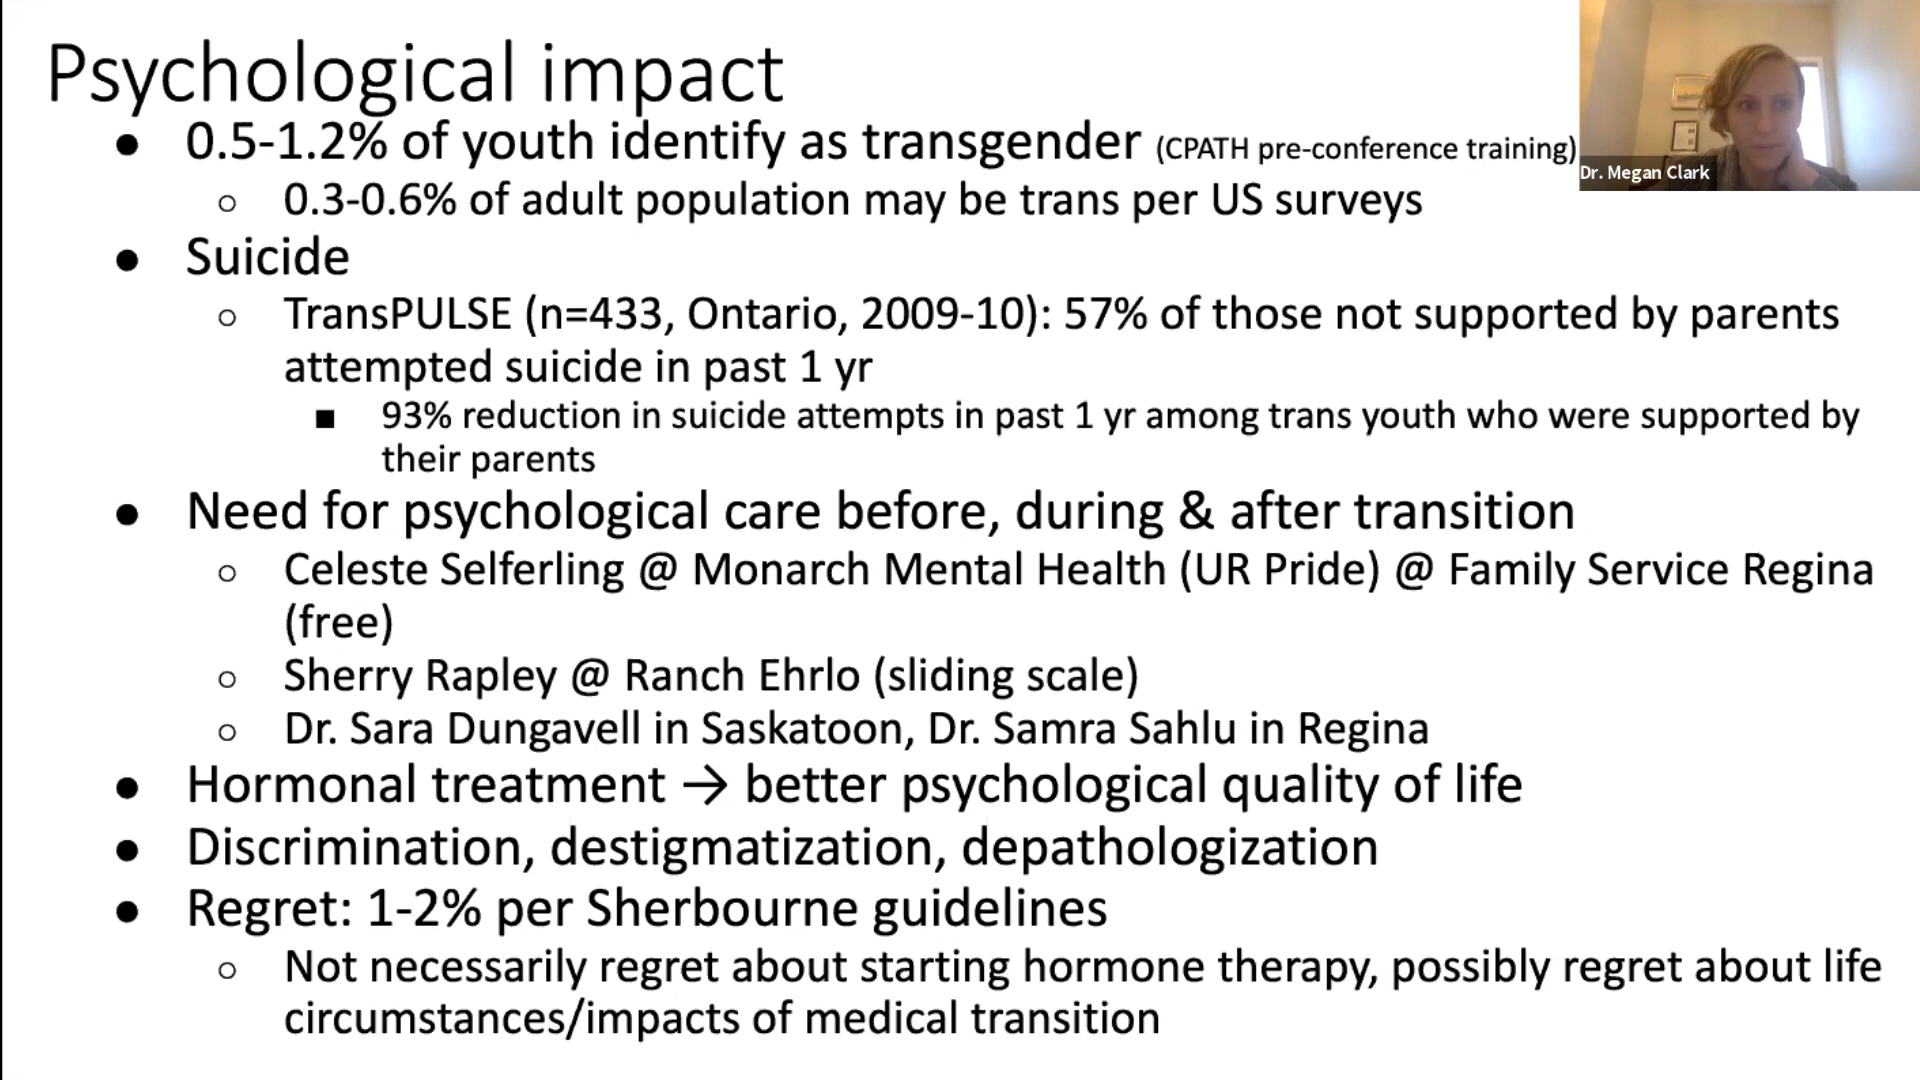 Psychological impact
● 0.5-1.2% of youth identify as transgender (CPATH pre-conference training)
Dr. Megan Clark
○ 0.3-0.6% of adult population may be trans per US surveys
● Suicide
○ TransPULSE (n=433, Ontario, 2009-10): 57% of those not supported by parents
attempted suicide in past 1 yr
■ 93% reduction in suicide attempts in past 1 yr among trans youth who were supported by
their parents
● Need for psychological care before, during & after transition
○ Celeste Selferling @ Monarch Mental Health (UR Pride) @ Family Service Regina
(free)
○ Sherry Rapley @ Ranch Ehrlo (sliding scale)
○ Dr. Sara Dungavell in Saskatoon, Dr. Samra Sahlu in Regina
● Hormonal treatment → better psychological quality of life
● Discrimination, destigmatization, depathologization
● Regret: 1-2% per Sherbourne guidelines
○ Not necessarily regret about starting hormone therapy, possibly regret about life
circumstances/impacts of medical transition